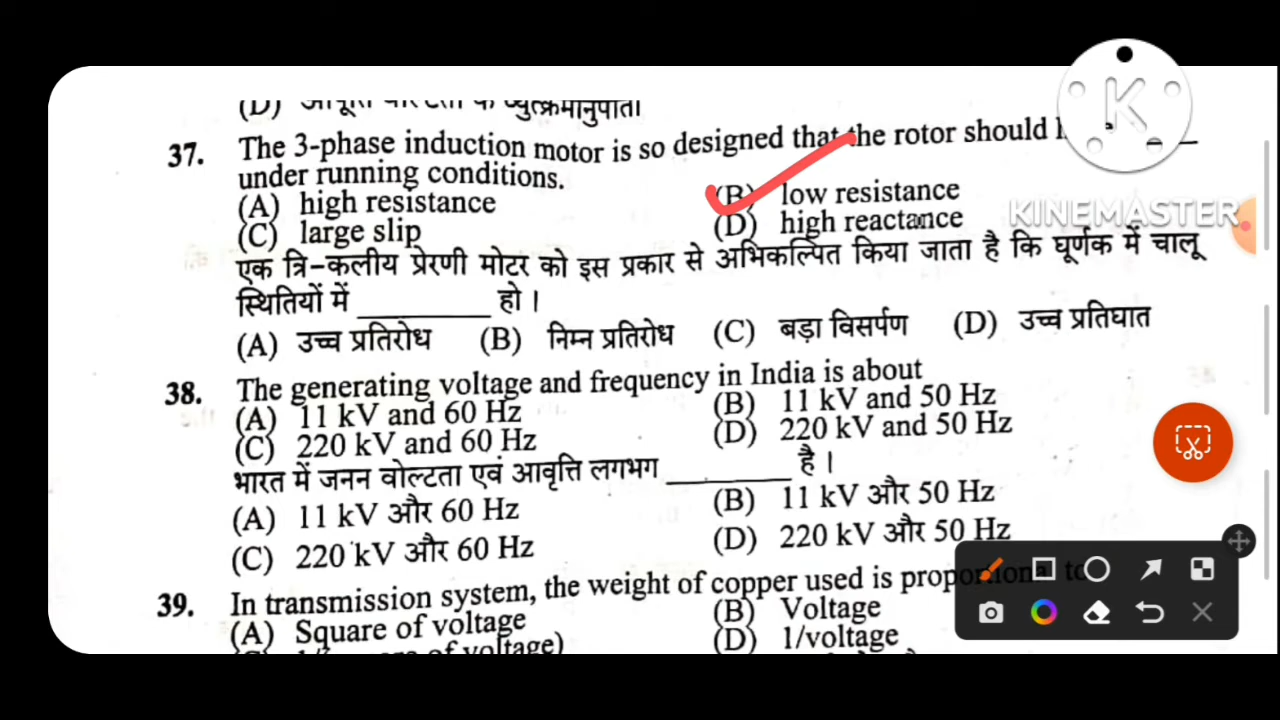 (D)
37. The 3-phase induction motor is so designed that the rotor should
under running conditions.
(A) high resistance (B) low resistance
(C) large slip (D) high reactance
एक त्रि-कलीय प्रेरणी मोटर को इस प्रकार से अभिकल्पित किया जाता है कि घूर्णक में चालू
स्थितियों में ________ हो ।
(A) उच्च प्रतिरोध (B) निम्न प्रतिरोध (C) बड़ा विसर्पण (D) उच्च प्रतिघात
38. The generating voltage and frequency in India is about
(A) 11 kV and 60 Hz (B) 11 kV and 50 Hz
(C) 220 kV and 60 Hz (D) 220 kV and 50 Hz
भारत में जनन वोल्टता एवं आवृत्ति लगभग ________ है ।
(A) 11 kV और 60 Hz (B) 11 kV और 50 Hz
(C) 220 kV और 60 Hz (D) 220 kV और 50 Hz
39. In transmission system, the weight of copper used is proportional to
(A) Square of voltage (B) Voltage
of voltage) (D) 1/voltage
K
KINEMASTER